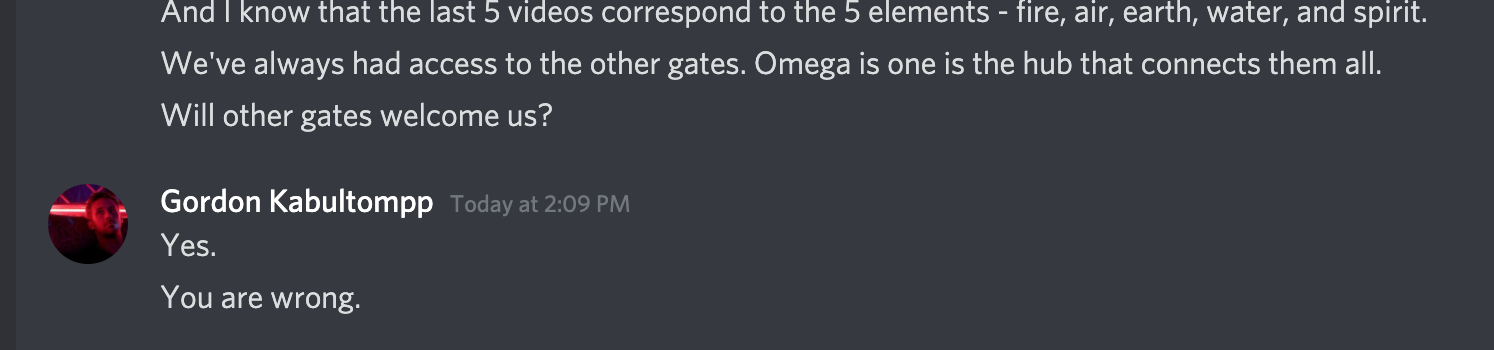 And I know that the last 5 videos correspond to the 5 elements - fire, air, earth, water, and spirit.
We've always had access to the other gates. Omega is one is the hub that connects them all.
Will other gates welcome us?
Gordon Kabultompp Today at 2:09 PM
Yes.
You are wrong.